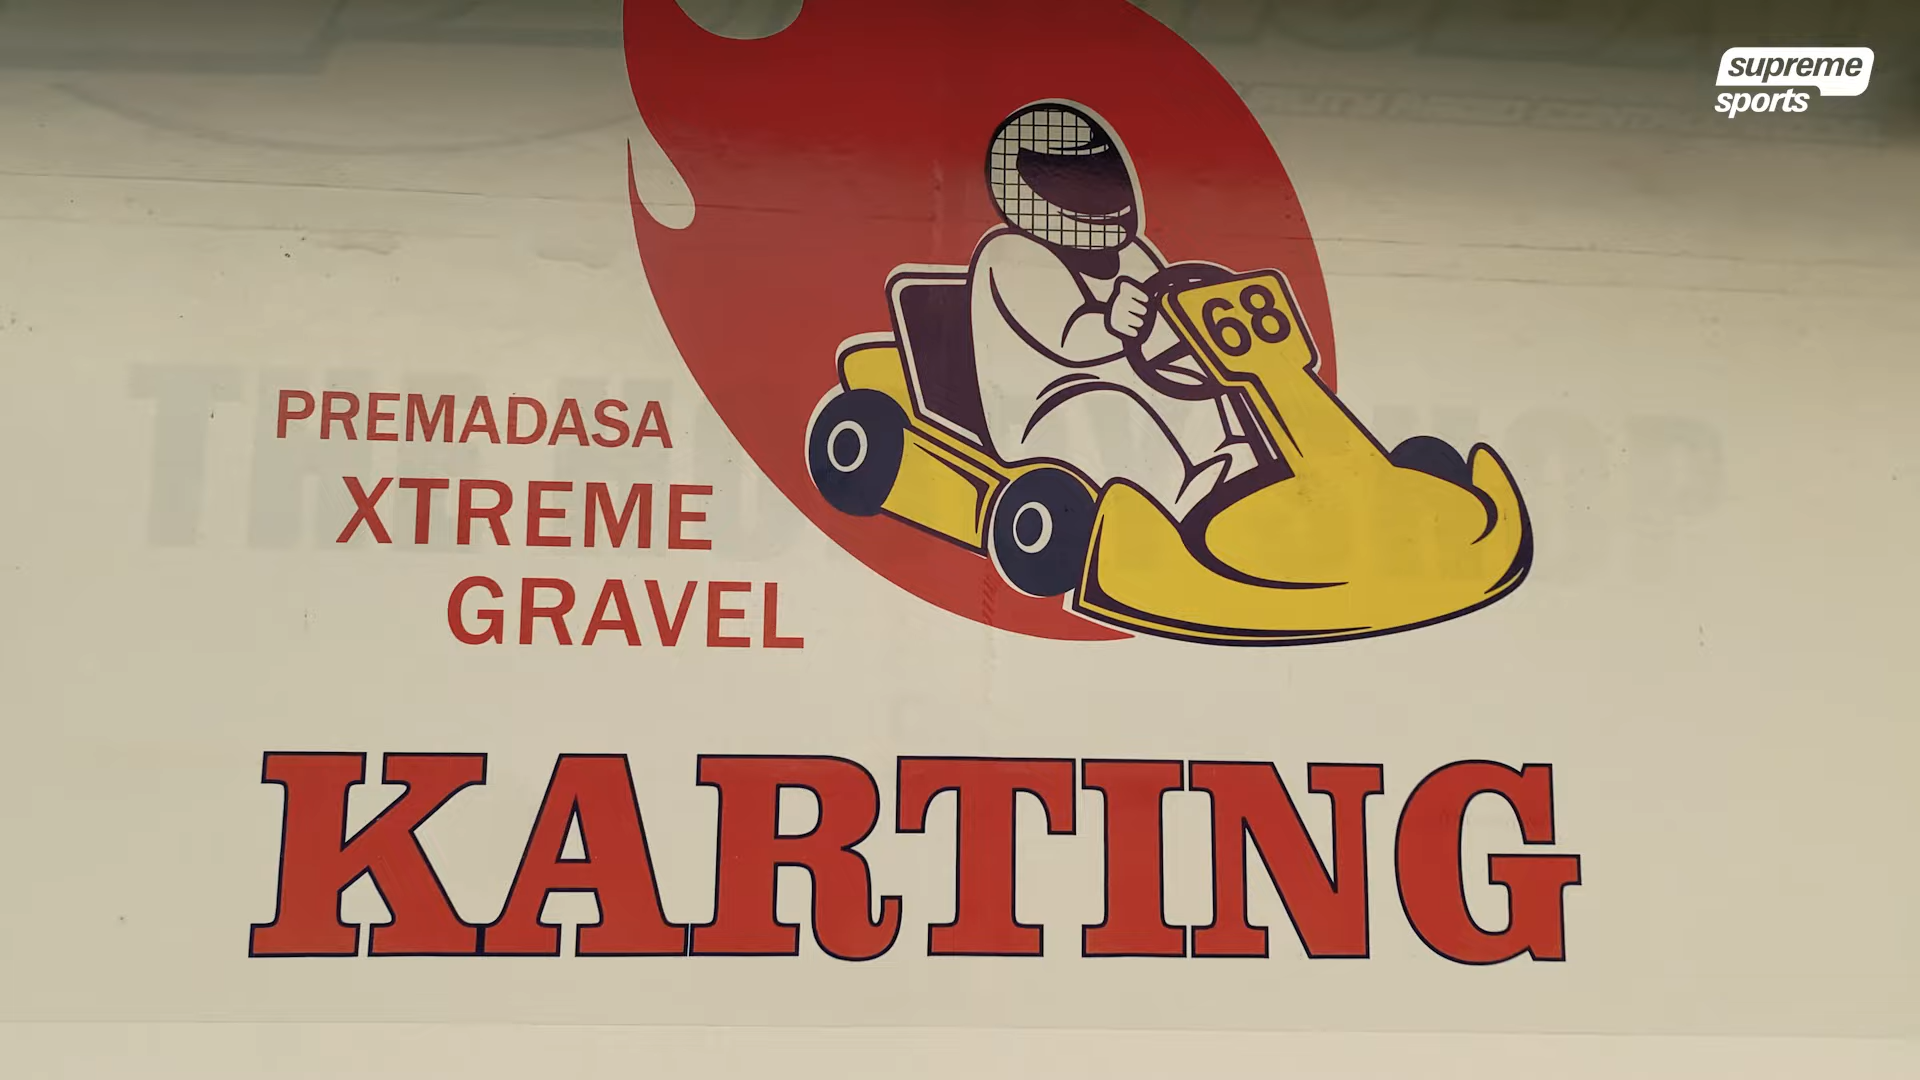 supreme
sports
68
PREMADASA
XTREME
GRAVEL
KARTING